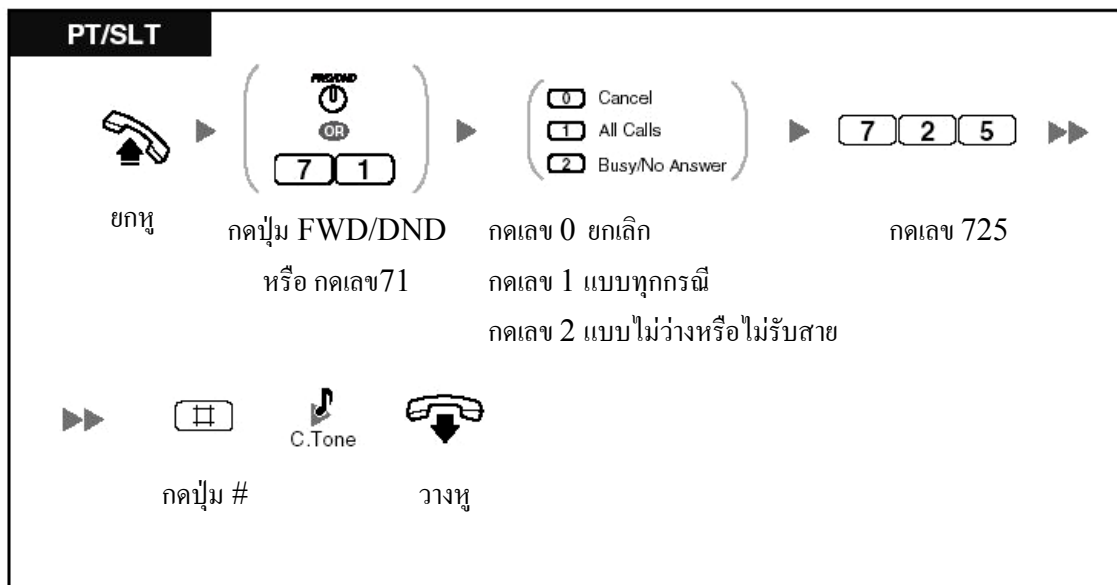 PT/SLT
FWD/DND
OR
7 1
0 Cancel
1 All Calls
2 Busy/No Answer
7 2 5
ยกหู
กดปุ่ม FWD/DND
หรือ กดเลข71
กดเลข 0 ยกเลิก
กดเลข 1 แบบทุกกรณี
กดเลข 2 แบบไม่ว่างหรือไม่รับสาย
กดเลข 725
#
C.Tone
กดปุ่ม #
วางหู